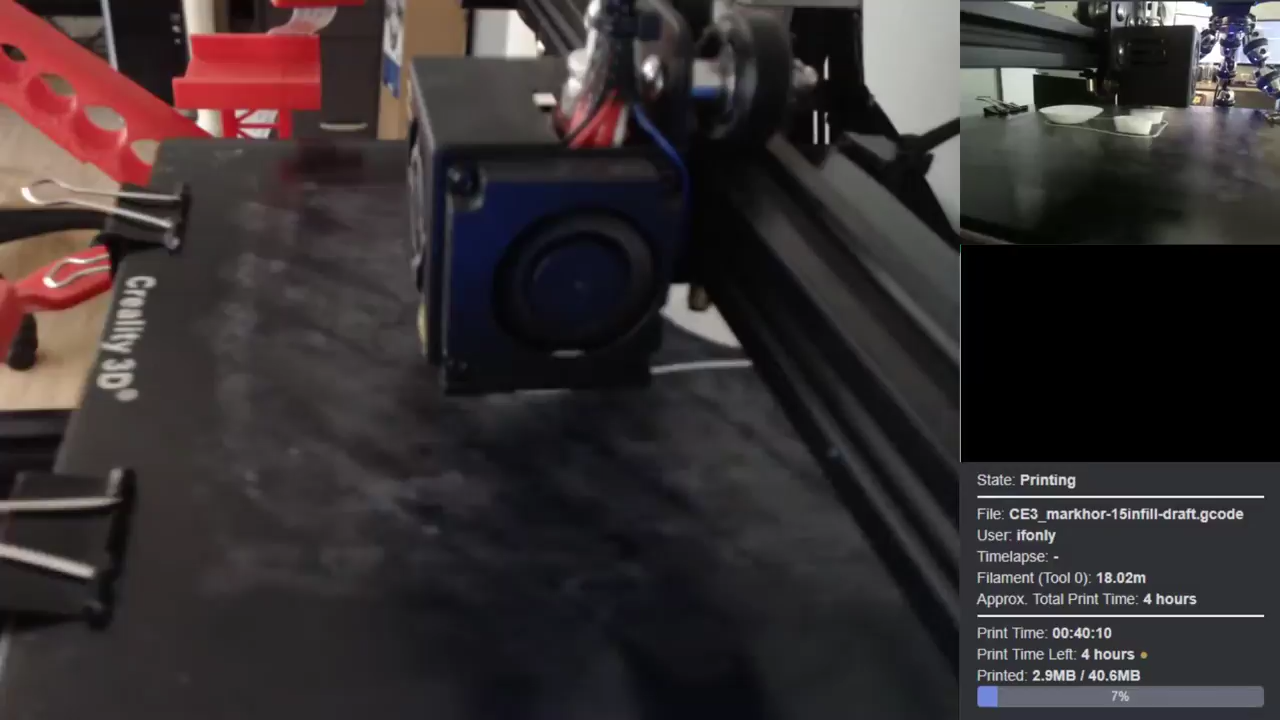 Creality 3D®
State: Printing
File: CE3_markhor-15infill-draft.gcode
User: ifonly
Timelapse: -
Filament (Tool 0): 18.02m
Approx. Total Print Time: 4 hours
Print Time: 00:40:10
Print Time Left: 4 hours
Printed: 2.9MB / 40.6MB
7%